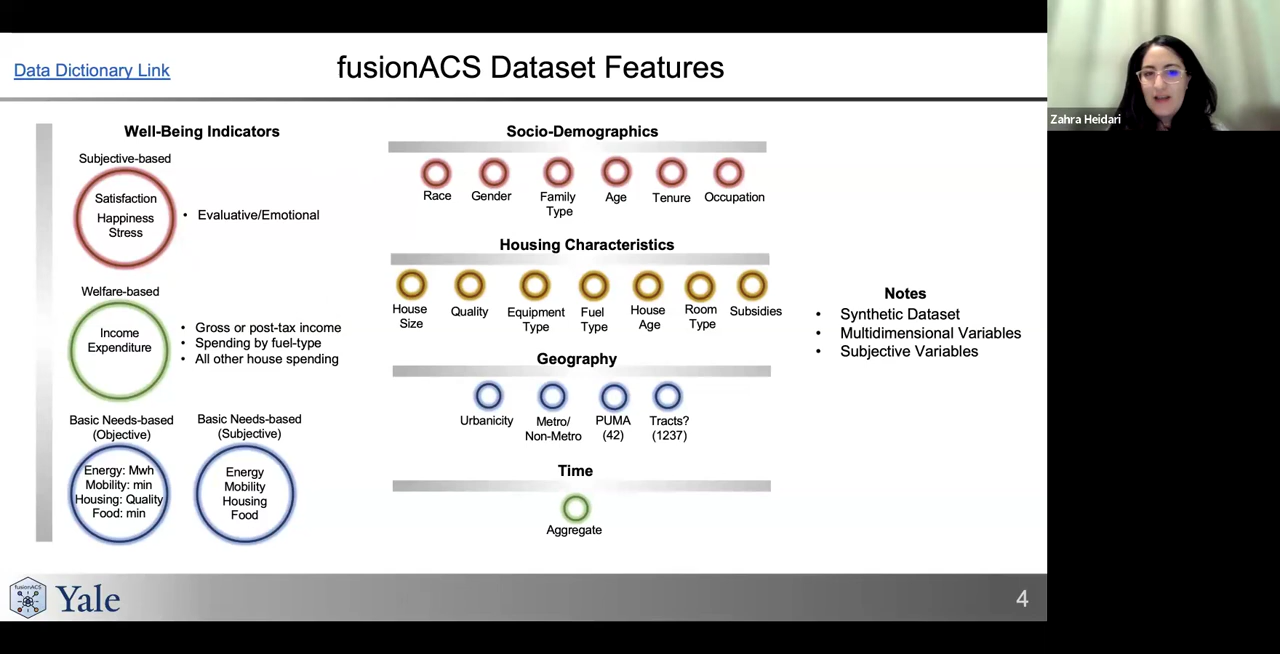 Data Dictionary Link
fusionACS Dataset Features
Zahra Heidari
Well-Being Indicators
Subjective-based
Satisfaction
Happiness
Stress
• Evaluative/Emotional
Welfare-based
Income
Expenditure
• Gross or post-tax income
• Spending by fuel-type
• All other house spending
Basic Needs-based
(Objective)
Energy: Mwh
Mobility: min
Housing: Quality
Food: min
Basic Needs-based
(Subjective)
Energy
Mobility
Housing
Food
Socio-Demographics
Race
Gender
Family
Type
Age
Tenure
Occupation
Housing Characteristics
House
Size
Quality
Equipment
Type
Fuel
Type
House
Age
Room
Type
Subsidies
Geography
Urbanicity
Metro/
Non-Metro
PUMA
(42)
Tracts?
(1237)
Time
Aggregate
Notes
• Synthetic Dataset
• Multidimensional Variables
• Subjective Variables
fusionACS
Yale
4